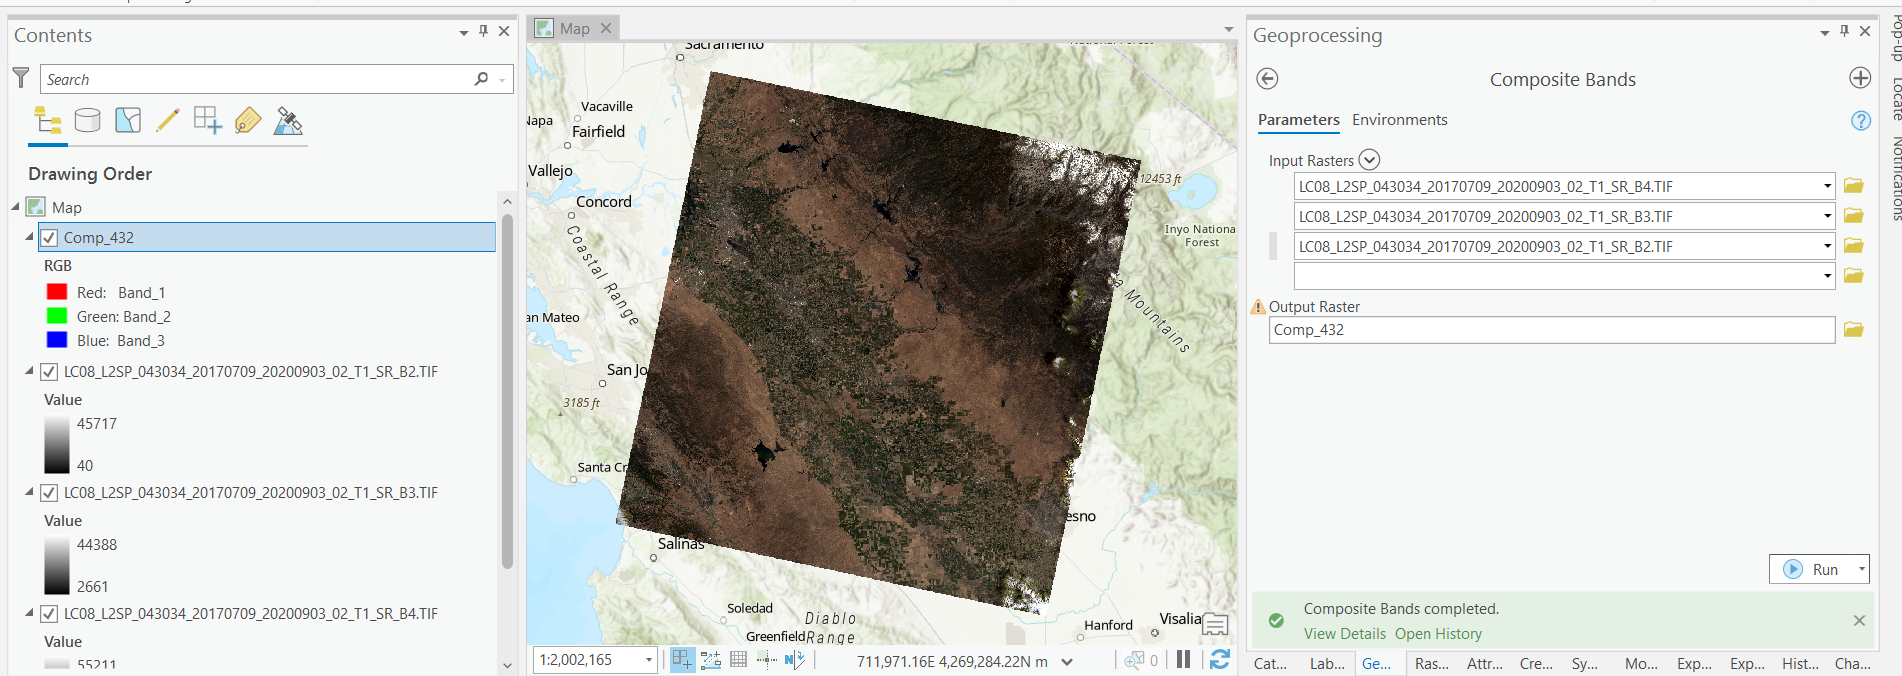 Contents
Search
Drawing Order
Map
Comp_432
RGB
Red: Band_1
Green: Band_2
Blue: Band_3
LC08_L2SP_043034_20170709_20200903_02_T1_SR_B2.TIF
Value
45717
40
LC08_L2SP_043034_20170709_20200903_02_T1_SR_B3.TIF
Value
44388
2661
LC08_L2SP_043034_20170709_20200903_02_T1_SR_B4.TIF
Value
55211
Map
Sacramento
Vacaville
Napa
Fairfield
Vallejo
Concord
Coastal Range
an Mateo
San Jo
3185 ft
Santa Cr
Salinas
Soledad
Greenfield
Diablo
Range
Hanford
Visalia
esno
a Mountains
12453 ft
Inyo Nationa
Forest
1:2,002,165
711,971.16E 4,269,284.22N m
0
Geoprocessing
Composite Bands
Parameters Environments
Input Rasters
LC08_L2SP_043034_20170709_20200903_02_T1_SR_B4.TIF
LC08_L2SP_043034_20170709_20200903_02_T1_SR_B3.TIF
LC08_L2SP_043034_20170709_20200903_02_T1_SR_B2.TIF
Output Raster
Comp_432
Run
Composite Bands completed.
View Details Open History
Cat... Lab... Ge... Ras... Attr... Cre... Sy... Mo... Exp... Exp... Hist... Cha...
Pop-up
Locate
Notifications